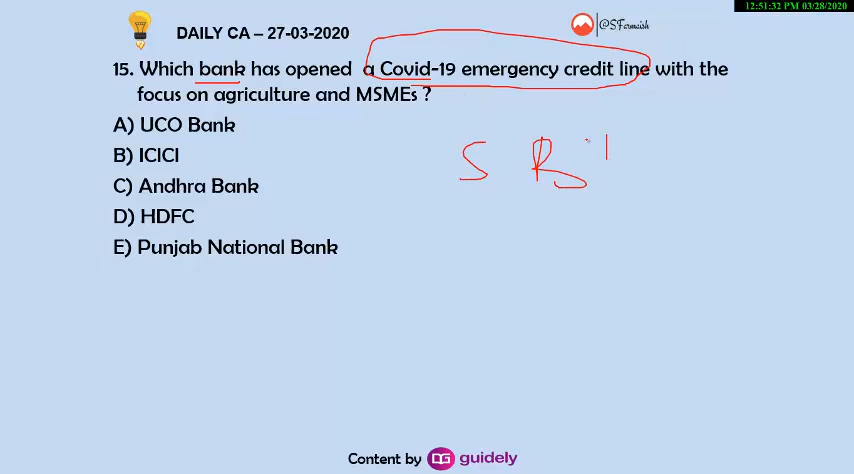 12:51:32 PM 03/28/2020
DAILY CA – 27-03-2020
@SFermish
15. Which bank has opened a Covid-19 emergency credit line with the
focus on agriculture and MSMEs ?
A) UCO Bank
B) ICICI
C) Andhra Bank
D) HDFC
E) Punjab National Bank
S B I
Content by DG guidely